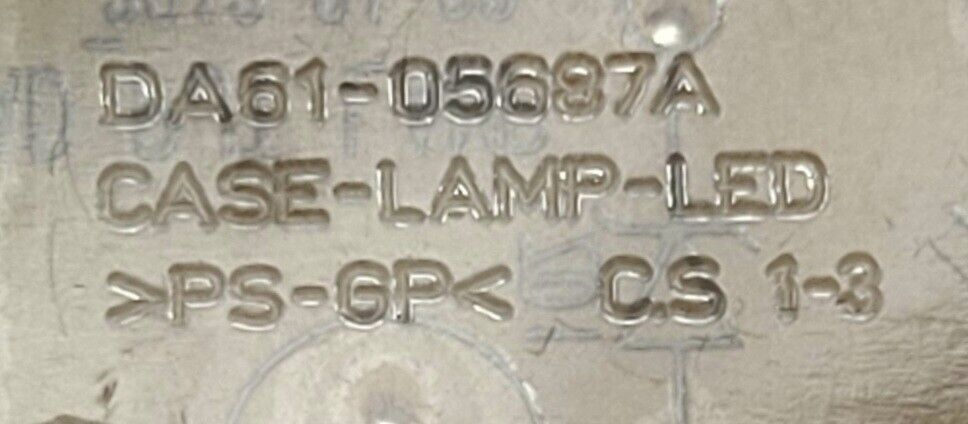 DA61-05687A
CASE-LAMP-LED
>PS-GP< C.S 1-3